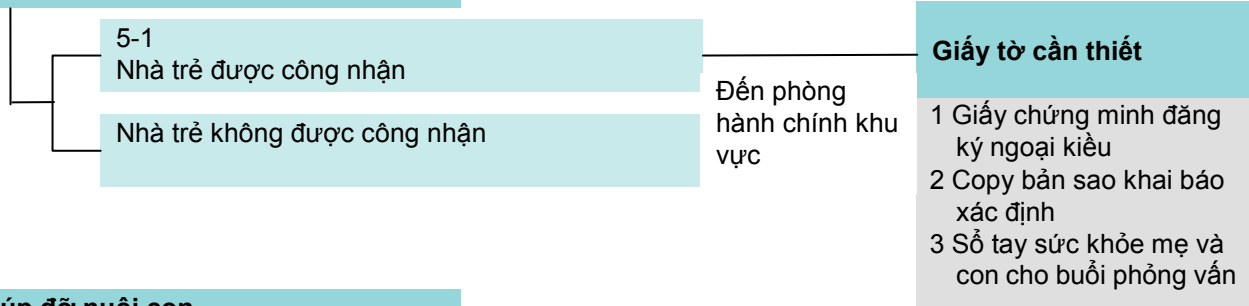 5-1
Nhà trẻ được công nhận
Nhà trẻ không được công nhận
Đến phòng
hành chính khu
vực
Giấy tờ cần thiết
1 Giấy chứng minh đăng
ký ngoại kiều
2 Copy bản sao khai báo
xác định
3 Sổ tay sức khỏe mẹ và
con cho buổi phỏng vấn
nuôi con